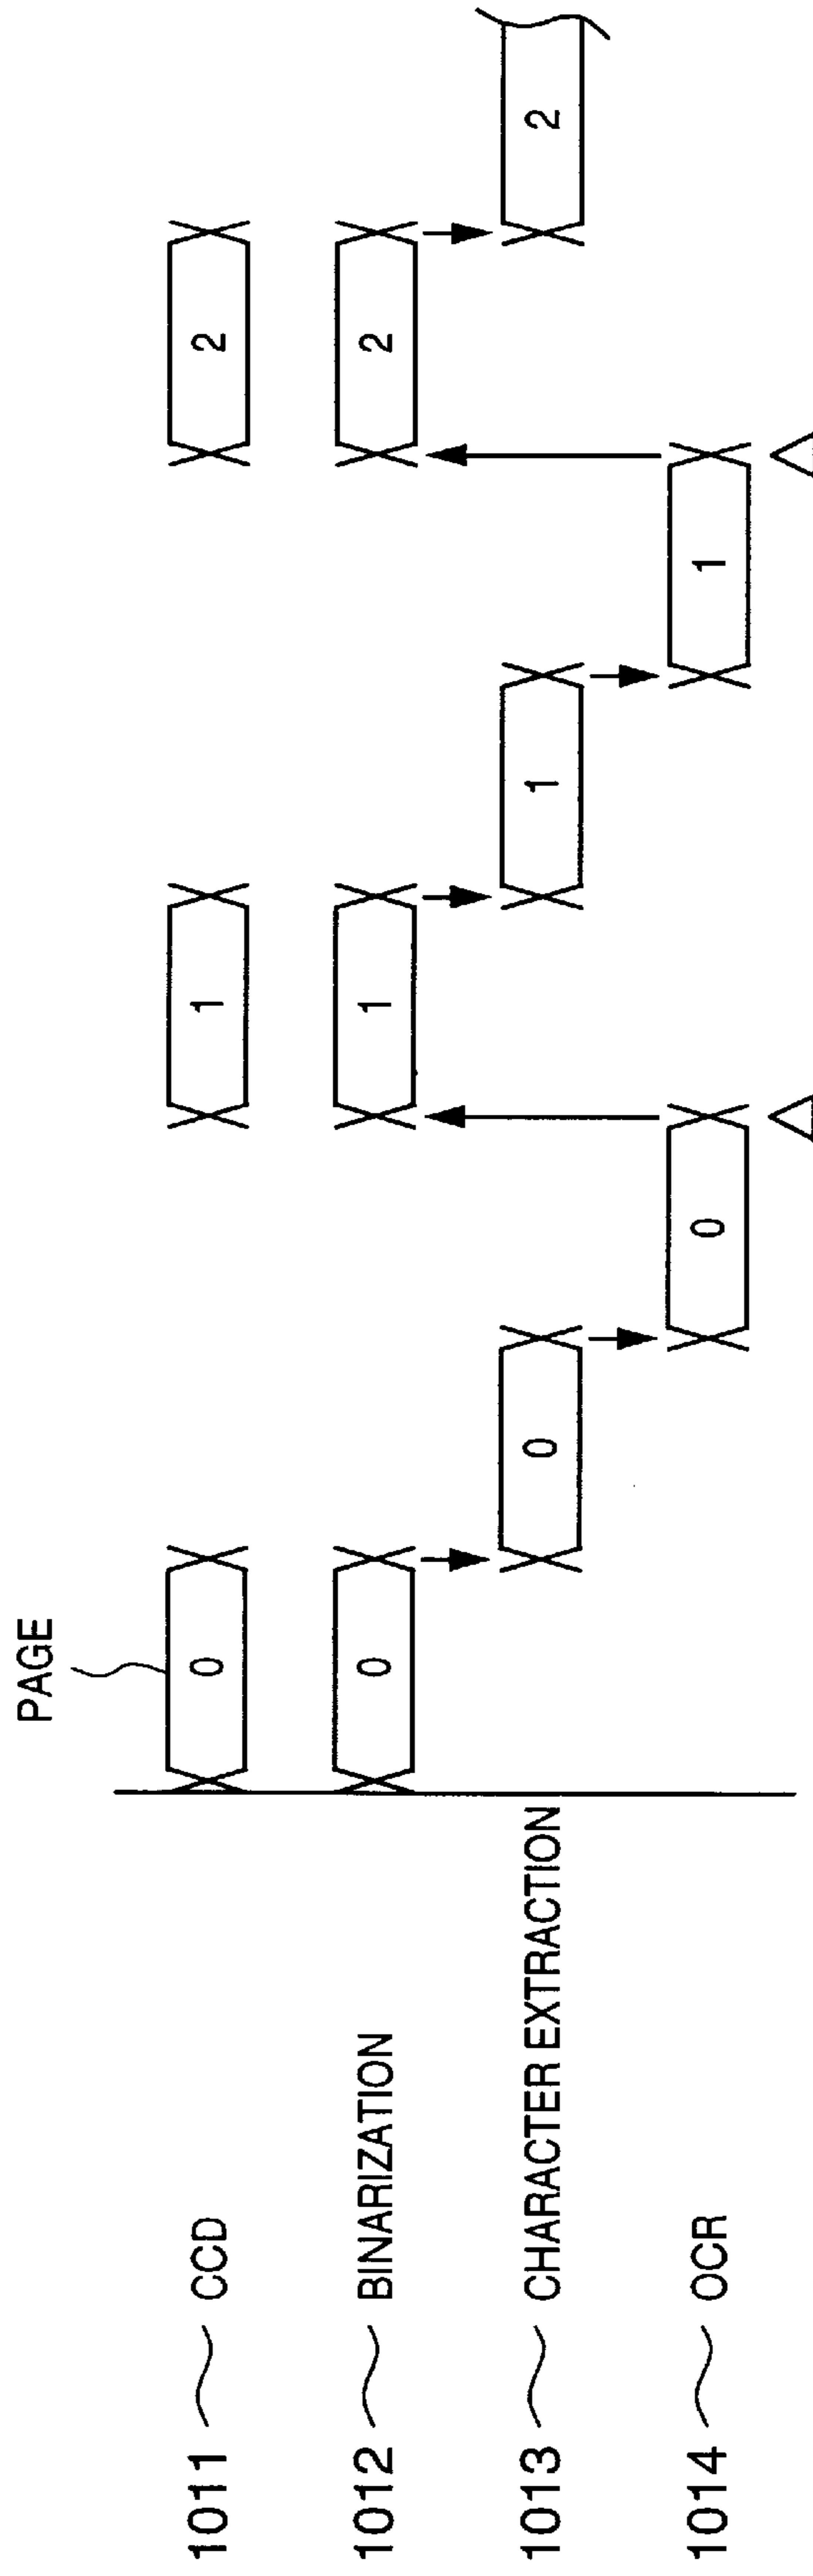 PAGE
1011 CCD 0 1 2
1012 BINARIZATION 0 1 2
1013 CHARACTER EXTRACTION 0 1 2
1014 OCR 0 1